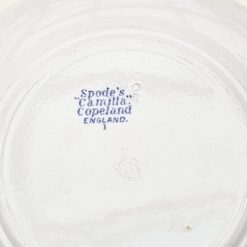 Spode's
"Camilla"
Copeland
ENGLAND.
1